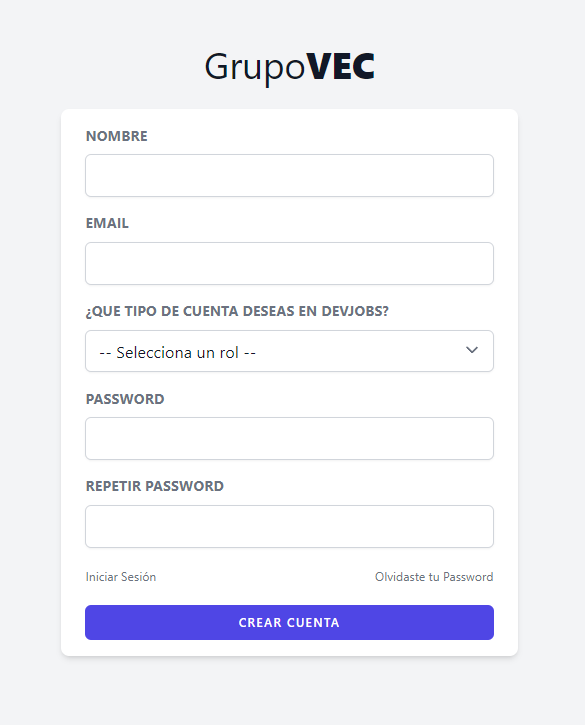 GrupoVEC
NOMBRE
EMAIL
¿QUE TIPO DE CUENTA DESEAS EN DEVJOBS?
-- Selecciona un rol --
PASSWORD
REPETIR PASSWORD
Iniciar Sesión Olvidaste tu Password
CREAR CUENTA